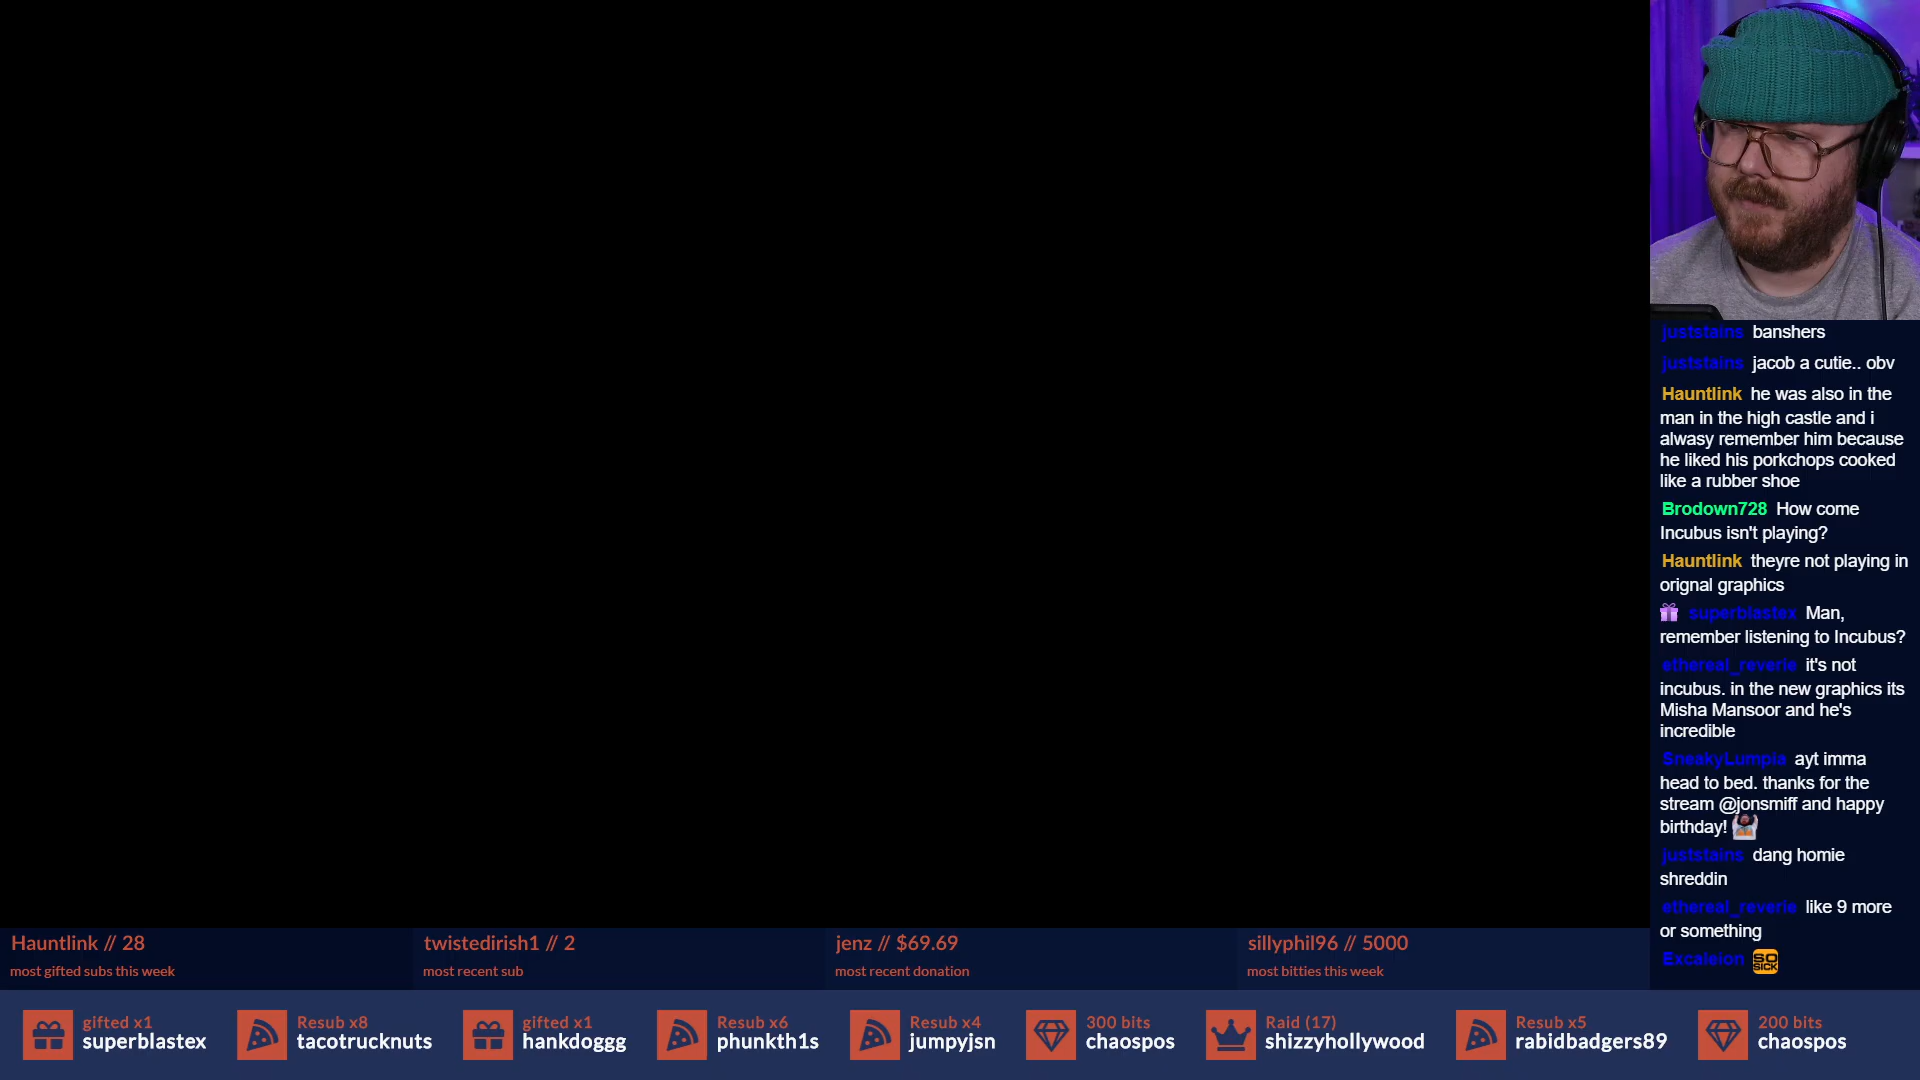 juststains banshers
juststains jacob a cutie.. obv
Hauntlink he was also in the
man in the high castle and i
alwasy remember him because
he liked his porkchops cooked
like a rubber shoe
Brodown728 How come
Incubus isn't playing?
Hauntlink theyre not playing in
orignal graphics
superblastex Man,
remember listening to Incubus?
ethereal_reverie it's not
incubus. in the new graphics its
Misha Mansoor and he's
incredible
SneakyLumpia ayt imma
head to bed. thanks for the
stream @jonsmiff and happy
birthday!
juststains dang homie
shreddin
ethereal_reverie like 9 more
or something
Excaleion SO SICK
Hauntlink // 28
most gifted subs this week
twistedirish1 // 2
most recent sub
jenz // $69.69
most recent donation
sillyphil96 // 5000
most bitties this week
gifted x1
superblastex
Resub x8
tacotrucknuts
gifted x1
hankdoggg
Resub x6
phunkth1s
Resub x4
jumpyjsn
300 bits
chaospos
Raid (17)
shizzyhollywood
Resub x5
rabidbadgers89
200 bits
chaospos